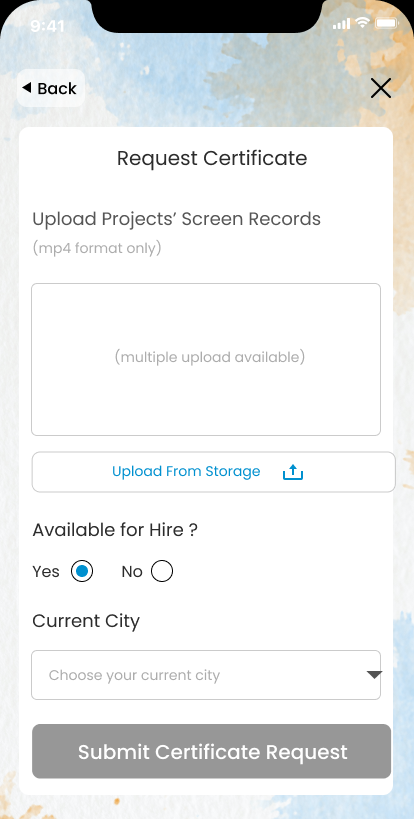 9:41
Back
Request Certificate
Upload Projects’ Screen Records
(mp4 format only)
(multiple upload available)
Upload From Storage
Available for Hire ?
Yes No
Current City
Choose your current city
Submit Certificate Request